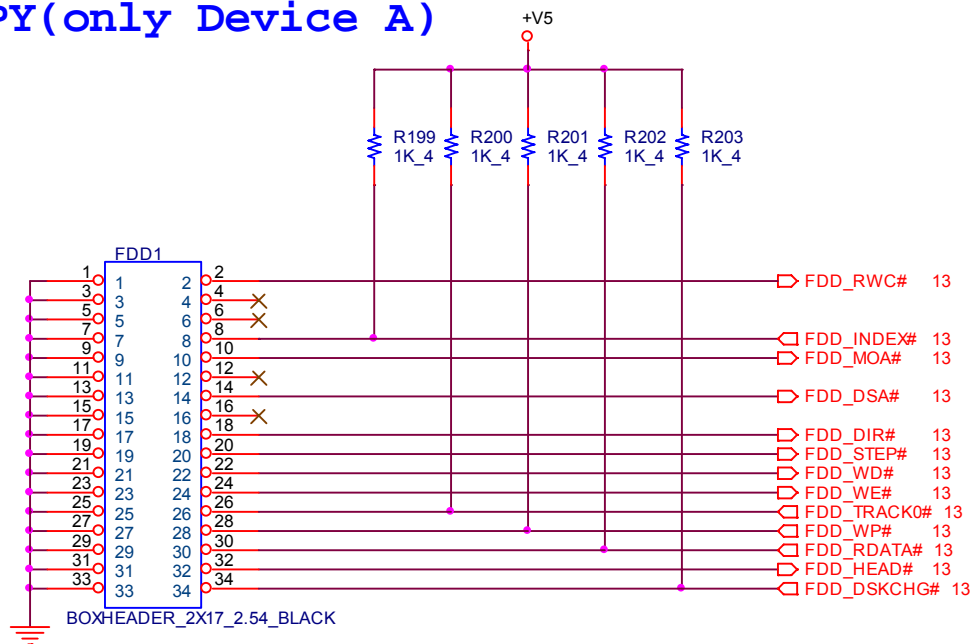 PY(only Device A)
+V5
R199 R200 R201 R202 R203
1K_4 1K_4 1K_4 1K_4 1K_4
FDD1
1 1 2 2 FDD_RWC# 13
3 3 4 4
5 5 6 6
7 7 8 8 FDD_INDEX# 13
9 9 10 10 FDD_MOA# 13
11 11 12 12
13 13 14 14 FDD_DSA# 13
15 15 16 16
17 17 18 18 FDD_DIR# 13
19 19 20 20 FDD_STEP# 13
21 21 22 22 FDD_WD# 13
23 23 24 24 FDD_WE# 13
25 25 26 26 FDD_TRACK0# 13
27 27 28 28 FDD_WP# 13
29 29 30 30 FDD_RDATA# 13
31 31 32 32 FDD_HEAD# 13
33 33 34 34 FDD_DSKCHG# 13
BOXHEADER_2X17_2.54_BLACK